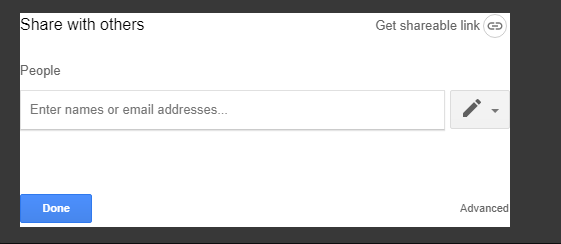 Share with others
Get shareable link
People
Enter names or email addresses...
Done
Advanced